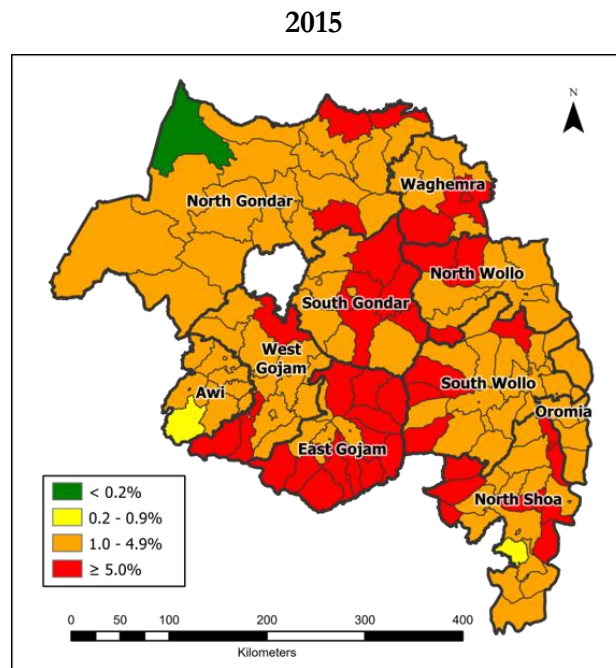 2015
N
Waghemra
North Gondar
North Wollo
South Gondar
West
Gojam
South Wollo
Awi
Oromia
East Gojam
North Shoa
< 0.2%
0.2 - 0.9%
1.0 - 4.9%
≥ 5.0%
0 50 100 200 300 400
Kilometers